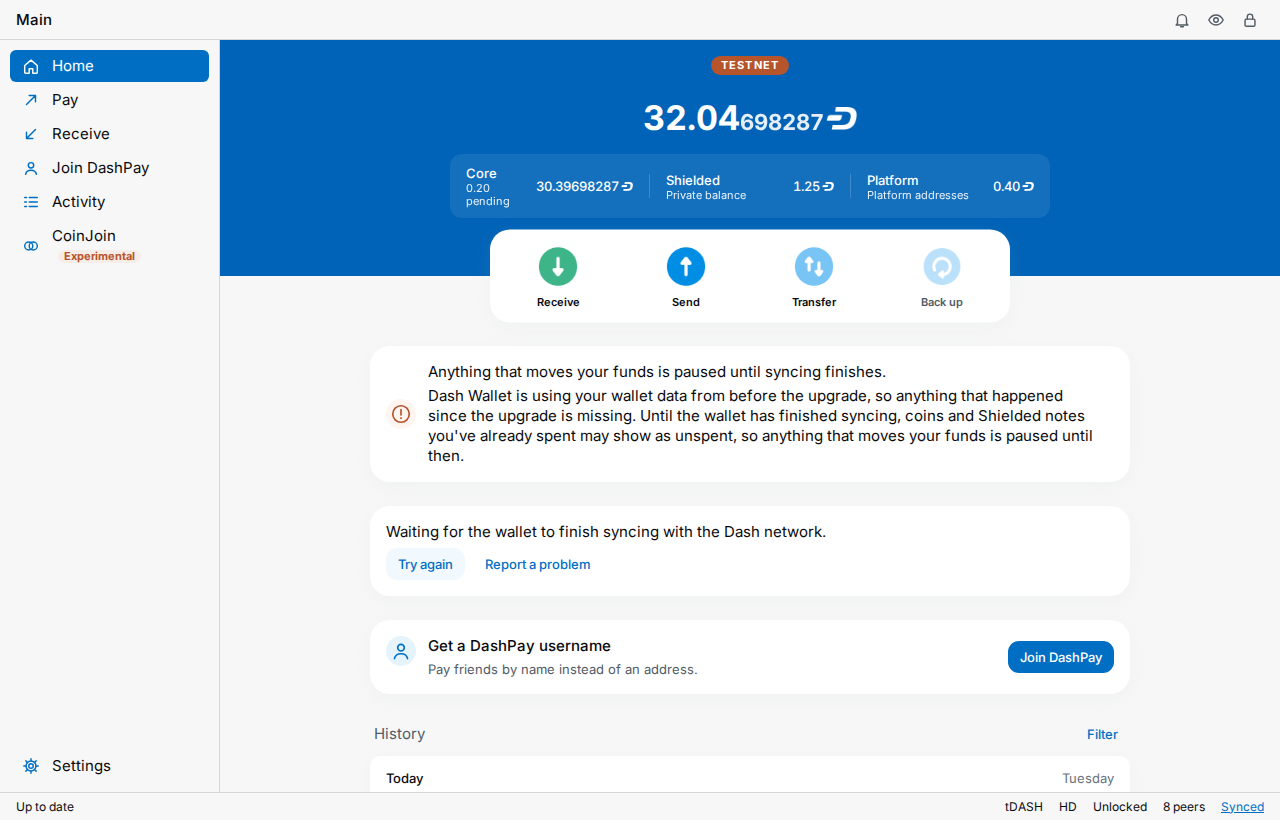 Main
Home
Pay
Receive
Join DashPay
Activity
CoinJoin
Experimental
Settings
TESTNET
32.04698287
Core
0.20
pending
30.39698287
Shielded
Private balance
1.25
Platform
Platform addresses
0.40
Receive
Send
Transfer
Back up
Anything that moves your funds is paused until syncing finishes.
Dash Wallet is using your wallet data from before the upgrade, so anything that happened
since the upgrade is missing. Until the wallet has finished syncing, coins and Shielded notes
you've already spent may show as unspent, so anything that moves your funds is paused until
then.
Waiting for the wallet to finish syncing with the Dash network.
Try again
Report a problem
Get a DashPay username
Pay friends by name instead of an address.
Join DashPay
History
Filter
Today
Tuesday
Up to date
tDASH
HD
Unlocked
8 peers
Synced